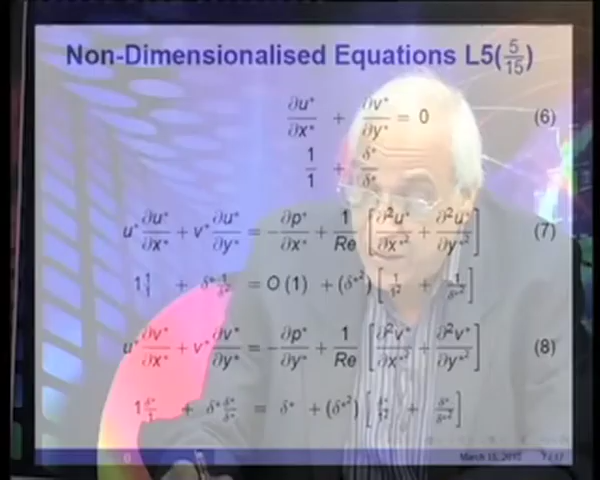 Non-Dimensionalised Equations L5(5/15)
∂u*/∂x* + ∂v*/∂y* = 0 (6)
1/1 + δ*/δ*
u* ∂u*/∂x* + v* ∂u*/∂y* = −∂p*/∂x* + 1/Re [∂²u*/∂x*² + ∂²u*/∂y*²] (7)
1 1/1 + δ* 1/δ* = O(1) + (δ*²) [1/1² + 1/δ*²]
u* ∂v*/∂x* + v* ∂v*/∂y* = −∂p*/∂y* + 1/Re [∂²v*/∂x*² + ∂²v*/∂y*²] (8)
1 δ*/1 + δ* δ*/δ* = δ* + (δ*²) [δ*/1² + δ*/δ*²]
March 15, 2010